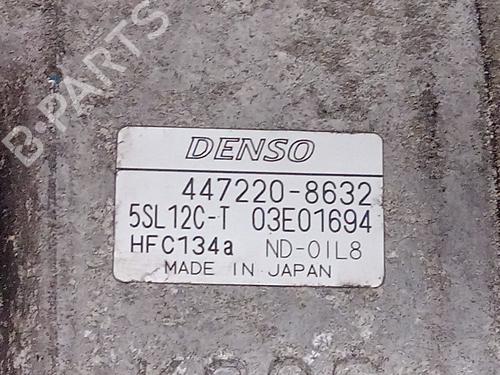 B-PARTS
DENSO
447220-8632
5SL12C-T 03E01694
HFC134a ND-OIL8
MADE IN JAPAN